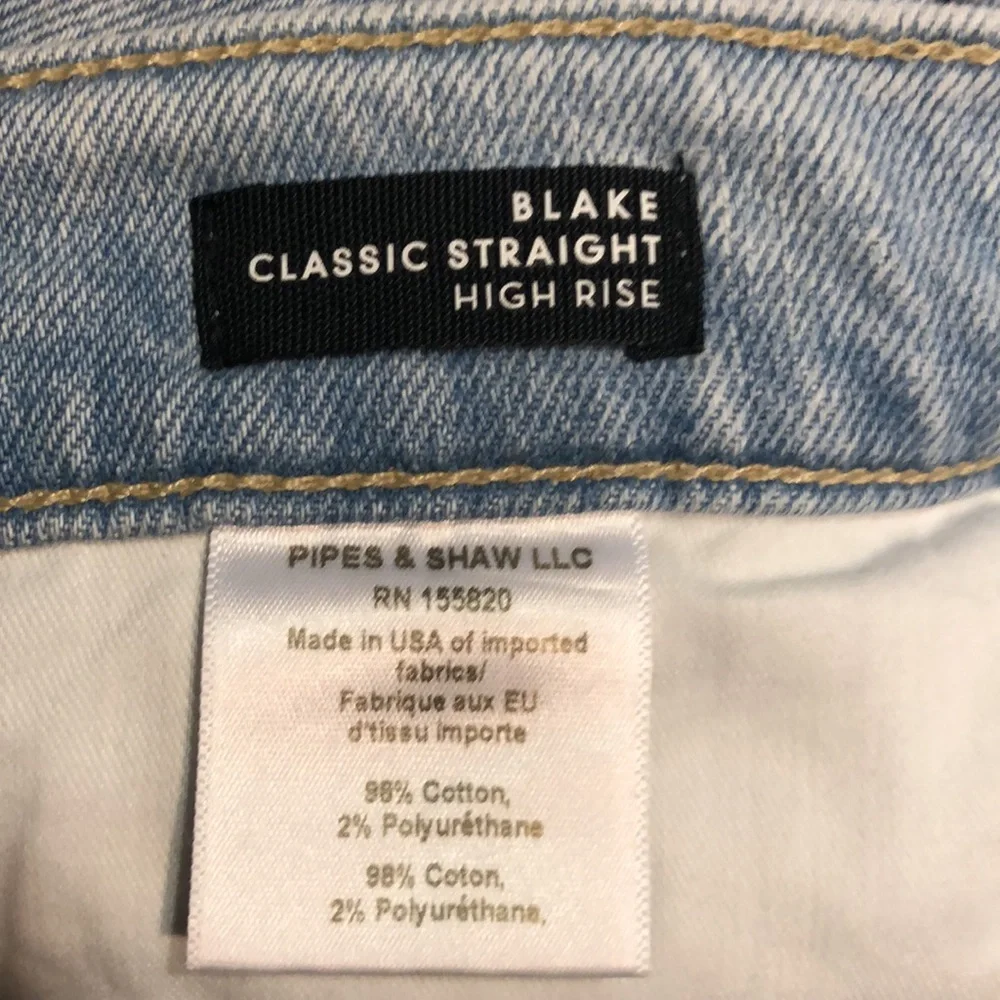 BLAKE
CLASSIC STRAIGHT
HIGH RISE
PIPES & SHAW LLC
RN 155820
Made in USA of imported
fabrics/
Fabrique aux EU
d'tissu importe
98% Cotton,
2% Polyuréthane
98% Coton,
2% Polyuréthane,